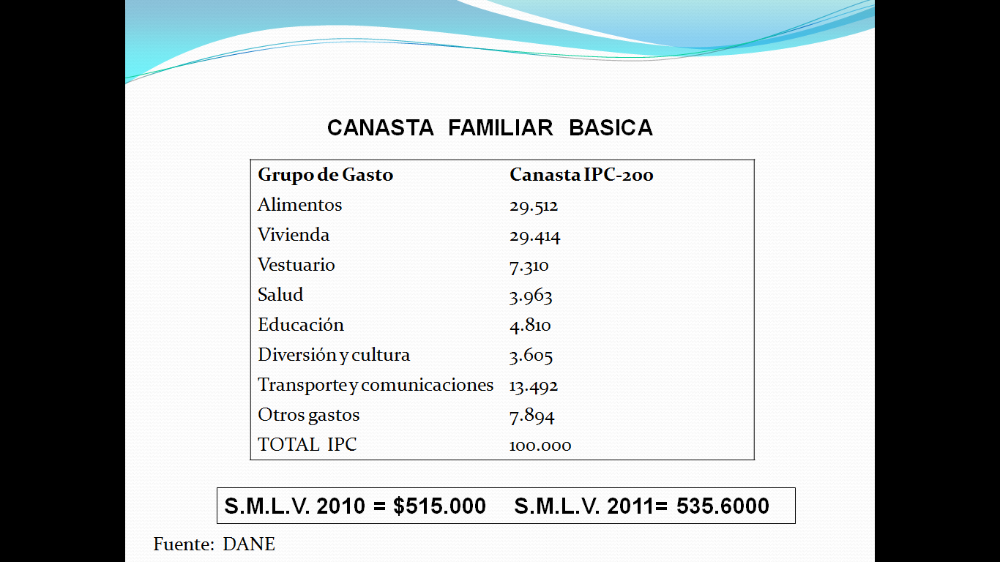 CANASTA FAMILIAR BASICA
Grupo de Gasto Canasta IPC-200
Alimentos 29.512
Vivienda 29.414
Vestuario 7.310
Salud 3.963
Educación 4.810
Diversión y cultura 3.605
Transporte y comunicaciones 13.492
Otros gastos 7.894
TOTAL IPC 100.000
S.M.L.V. 2010 = $515.000 S.M.L.V. 2011= 535.6000
Fuente: DANE